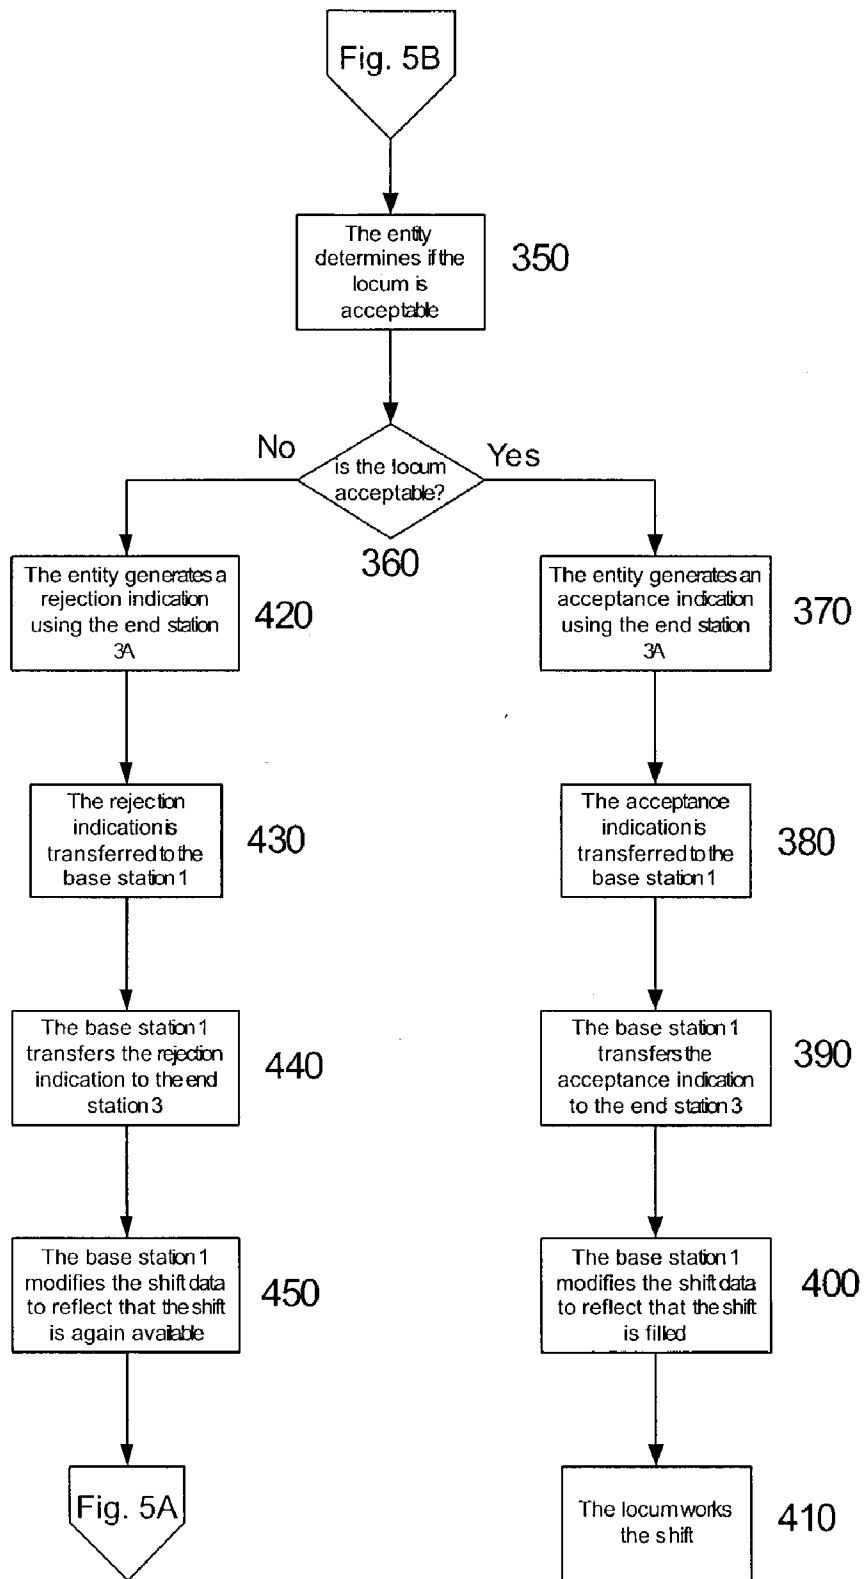 Fig. 5B
The entity
determines if the
locum is
acceptable
350
No
Yes
is the locum
acceptable?
360
The entity generates a
rejection indication
using the end station
3A
420
The entity generates an
acceptance indication
using the end station
3A
370
The rejection
indication is
transferred to the
base station 1
430
The acceptance
indication is
transferred to the
base station 1
380
The base station 1
transfers the rejection
indication to the end
station 3
440
The base station 1
transfers the
acceptance indication
to the end station 3
390
The base station 1
modifies the shift data
to reflect that the shift
is again available
450
The base station 1
modifies the shift data
to reflect that the shift
is filled
400
Fig. 5A
The locum works
the shift
410